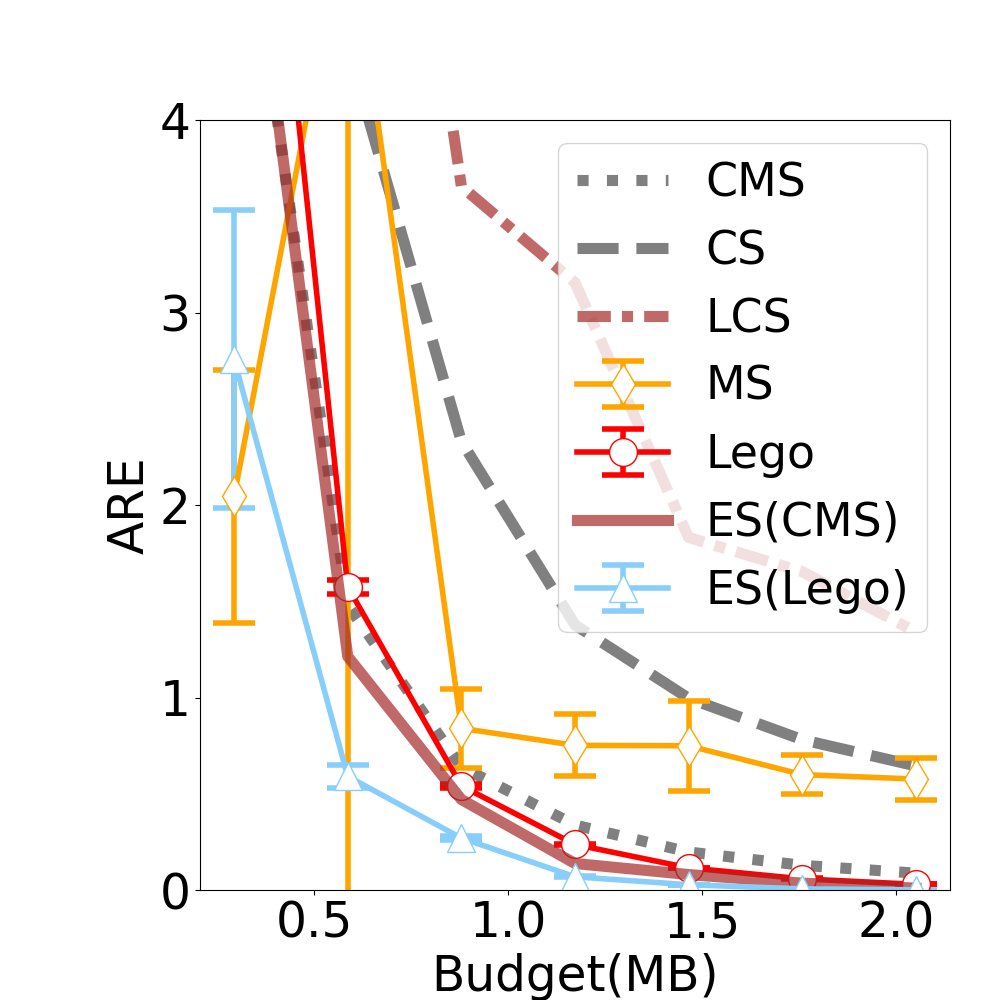 4
3
2
1
0
ARE
CMS
CS
LCS
MS
Lego
ES(CMS)
ES(Lego)
0.5 1.0 1.5 2.0
Budget(MB)